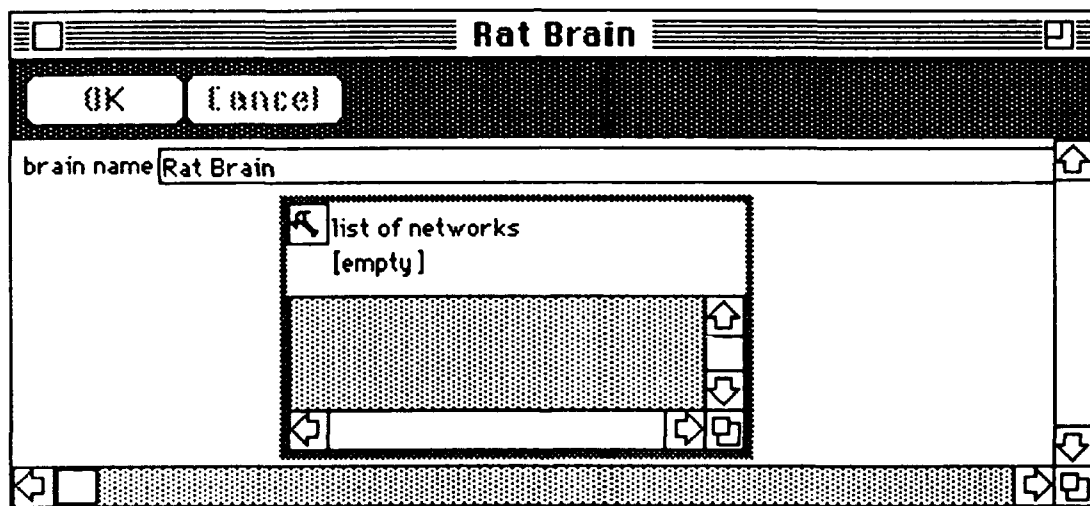 Rat Brain
OK Cancel
brain name Rat Brain
list of networks
[empty]